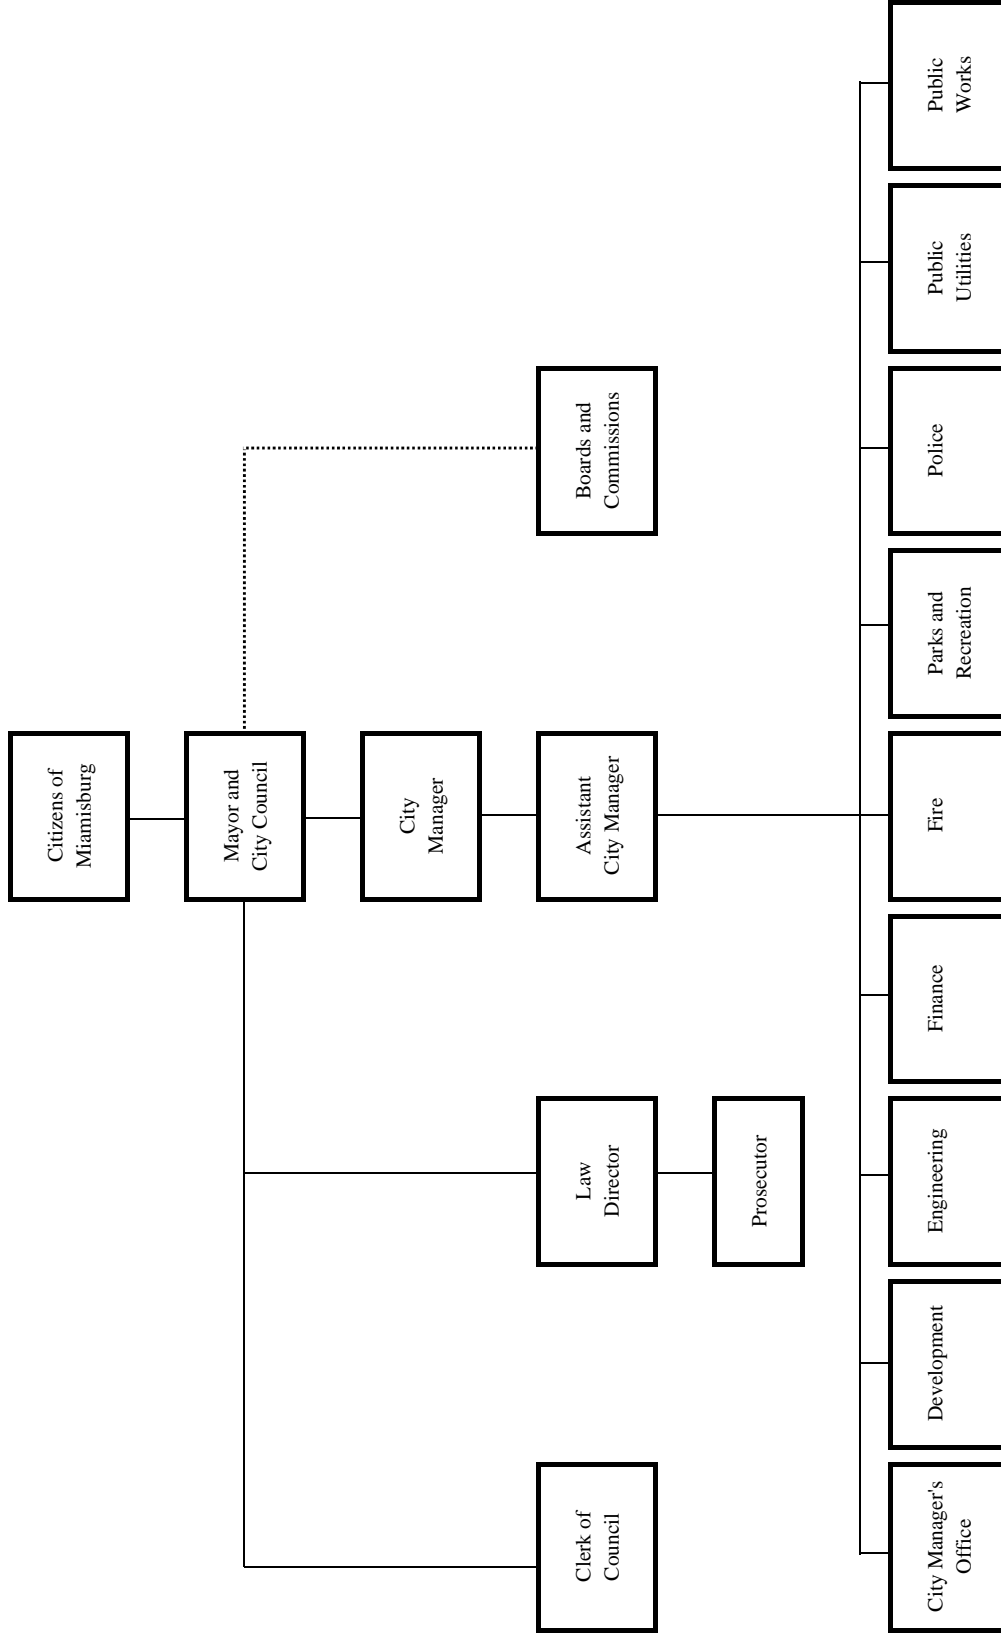 Citizens of
Miamisburg
Mayor and
City Council
City
Manager
Clerk of
Council
Law
Director
Assistant
City Manager
Boards and
Commissions
Prosecutor
City Manager's
Office
Development
Engineering
Finance
Fire
Parks and
Recreation
Police
Public
Utilities
Public
Works